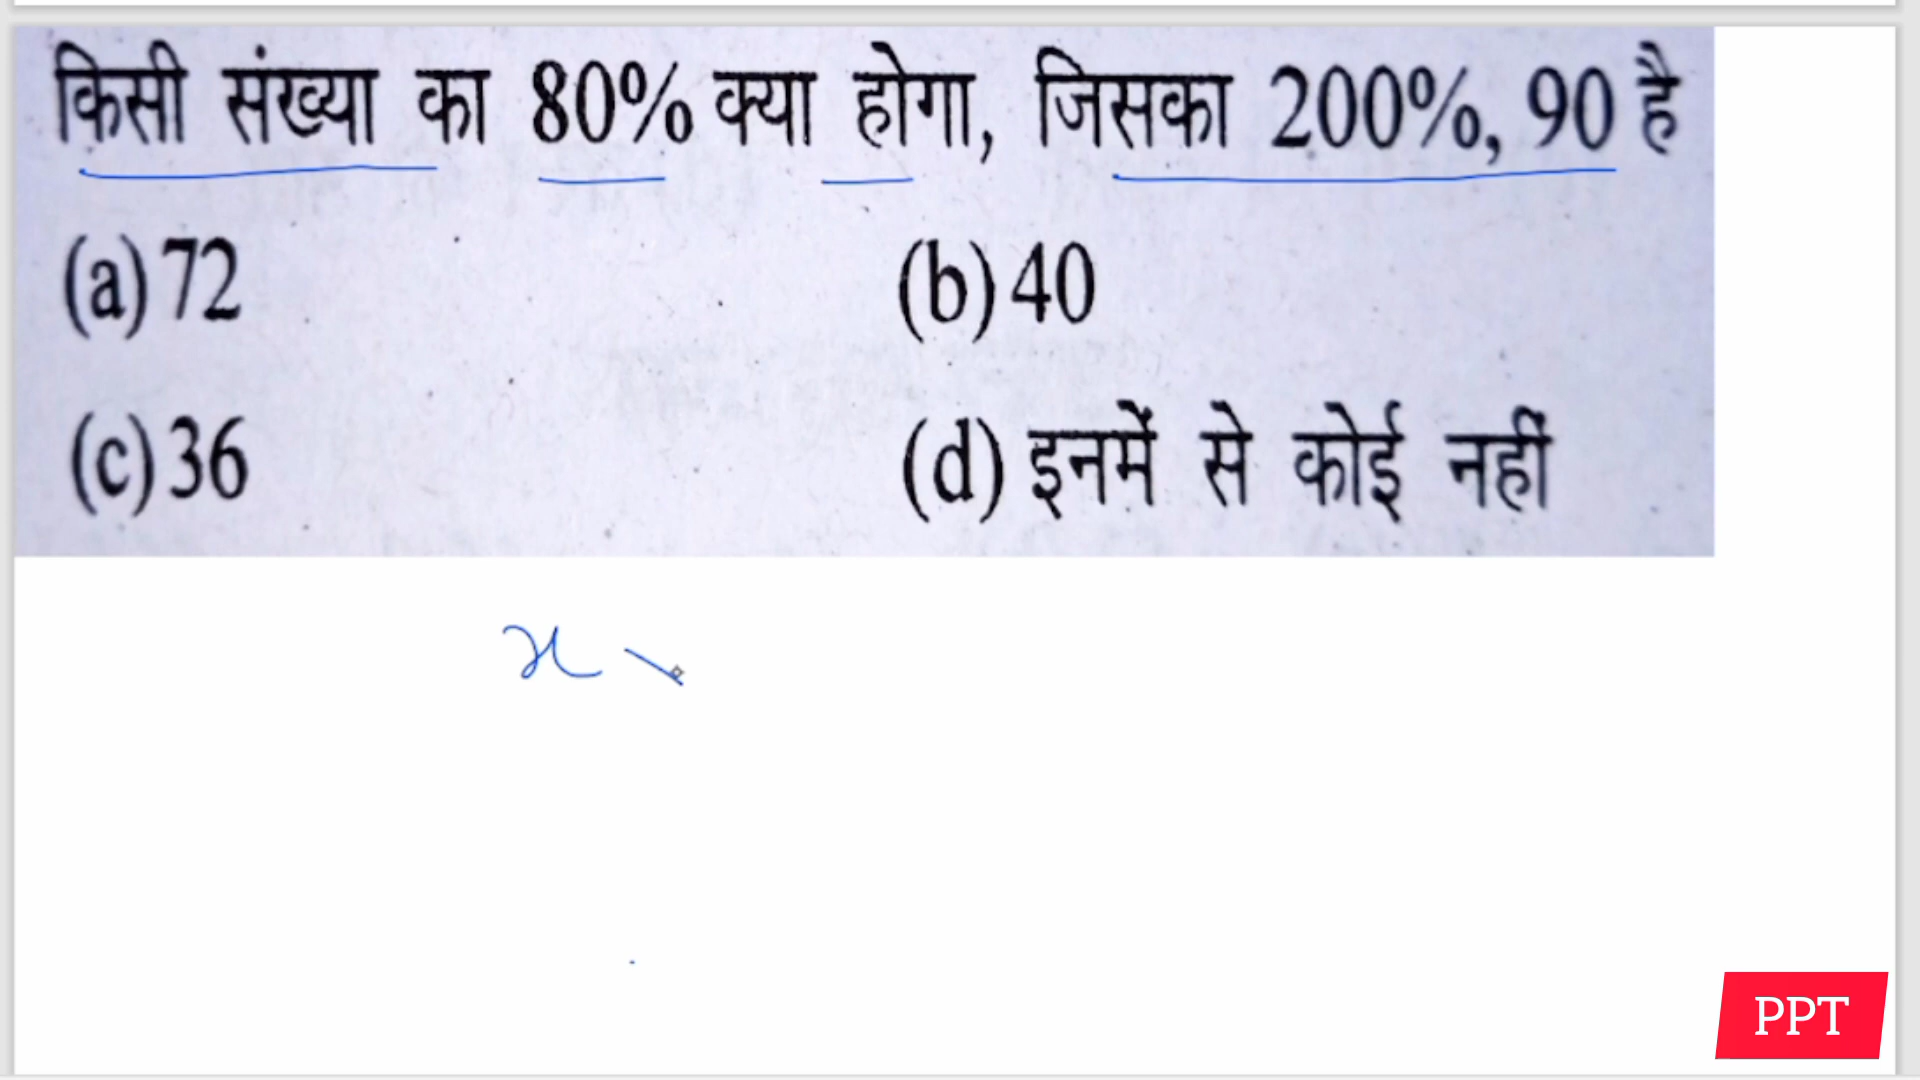 किसी संख्या का 80% क्या होगा, जिसका 200%, 90 है
(a) 72 (b) 40
(c) 36 (d) इनमें से कोई नहीं
x
PPT